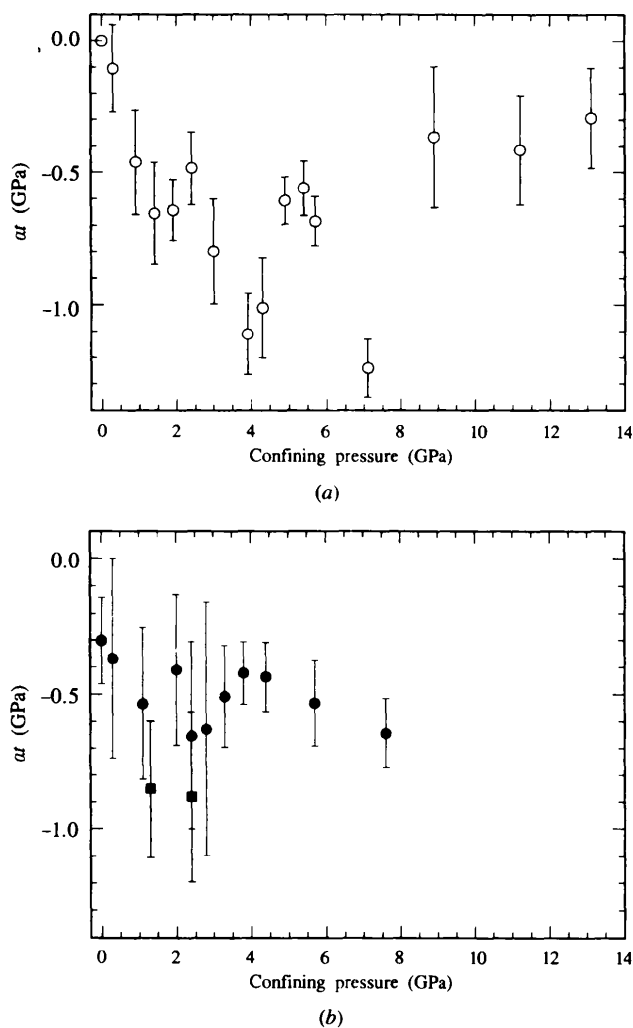 0.0
-0.5
-1.0
αt (GPa)
0 2 4 6 8 10 12 14
Confining pressure (GPa)
(a)
0.0
-0.5
-1.0
αt (GPa)
0 2 4 6 8 10 12 14
Confining pressure (GPa)
(b)